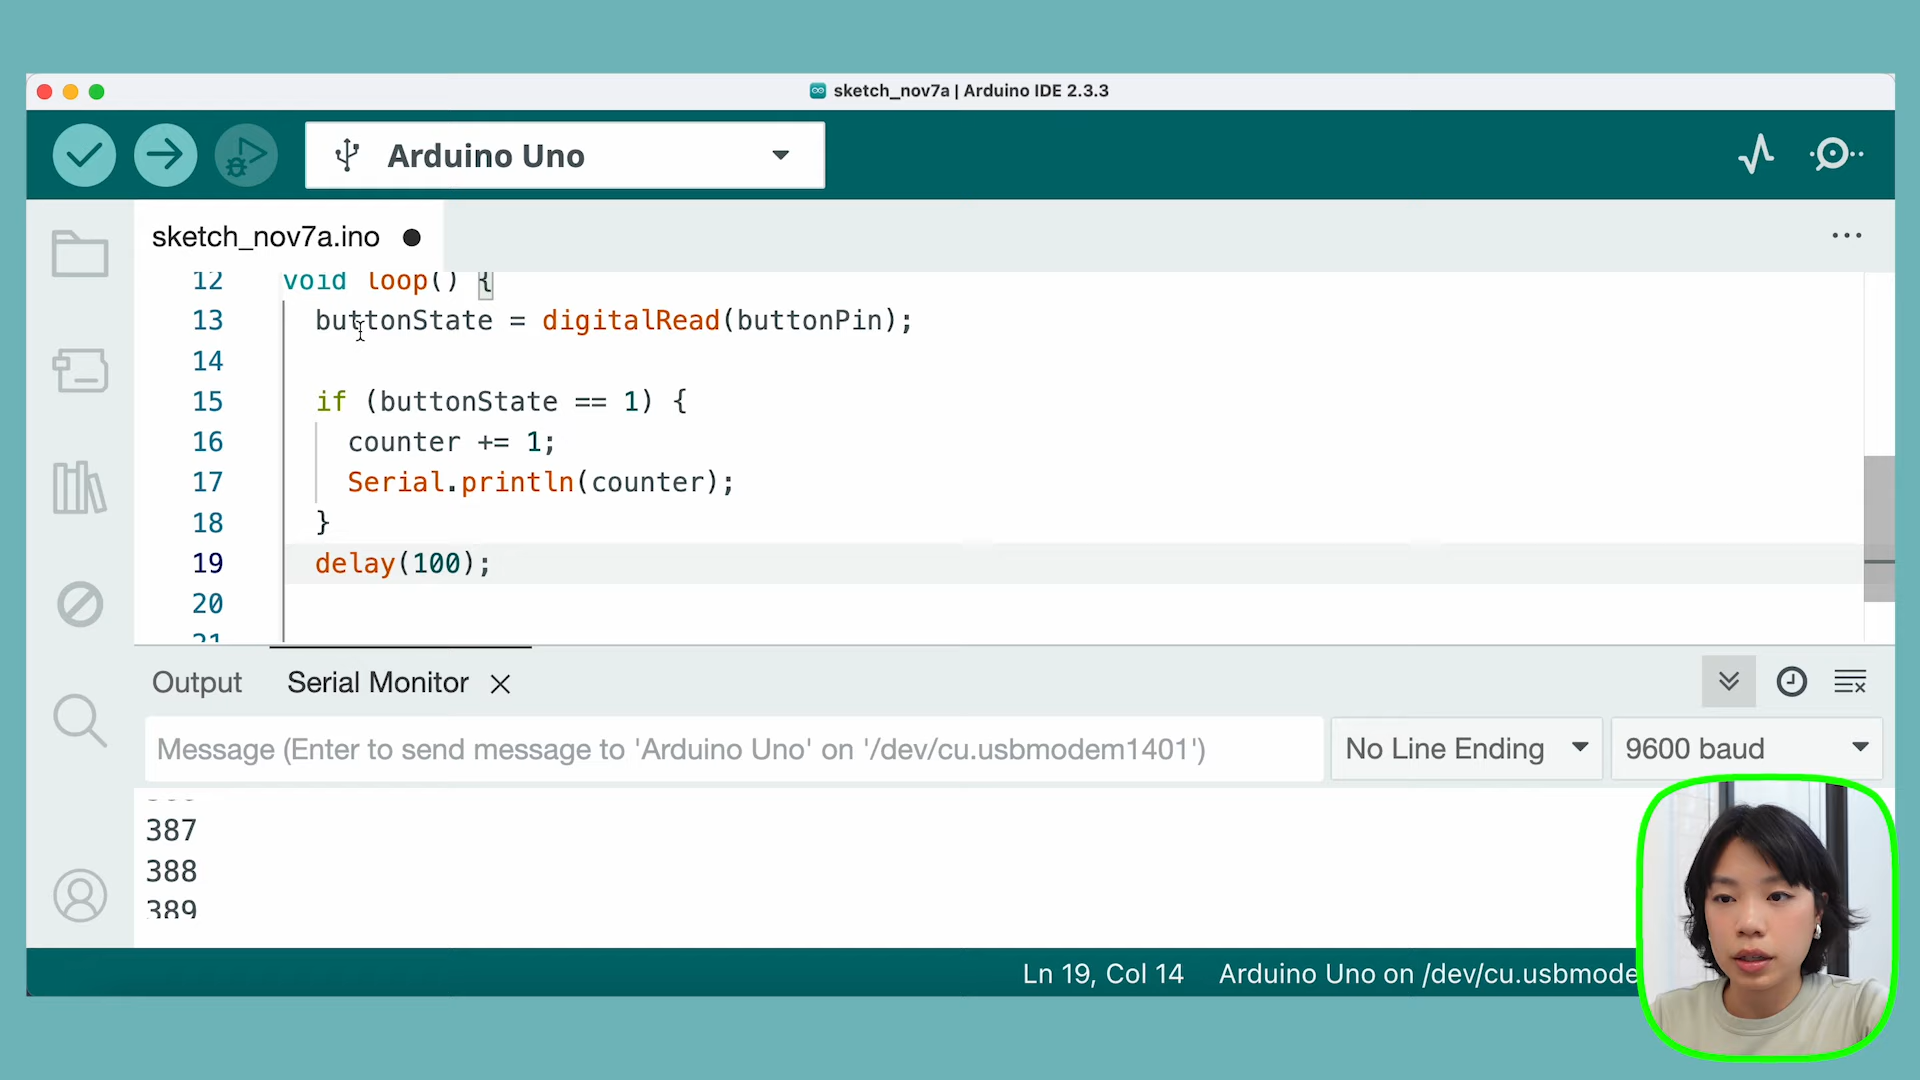 sketch_nov7a | Arduino IDE 2.3.3
Arduino Uno
sketch_nov7a.ino
12 void loop() {
13 buttonState = digitalRead(buttonPin);
14
15 if (buttonState == 1) {
16 counter += 1;
17 Serial.println(counter);
18 }
19 delay(100);
20
21
Output Serial Monitor
Message (Enter to send message to 'Arduino Uno' on '/dev/cu.usbmodem1401') No Line Ending 9600 baud
387
388
389
Ln 19, Col 14 Arduino Uno on /dev/cu.usbmode